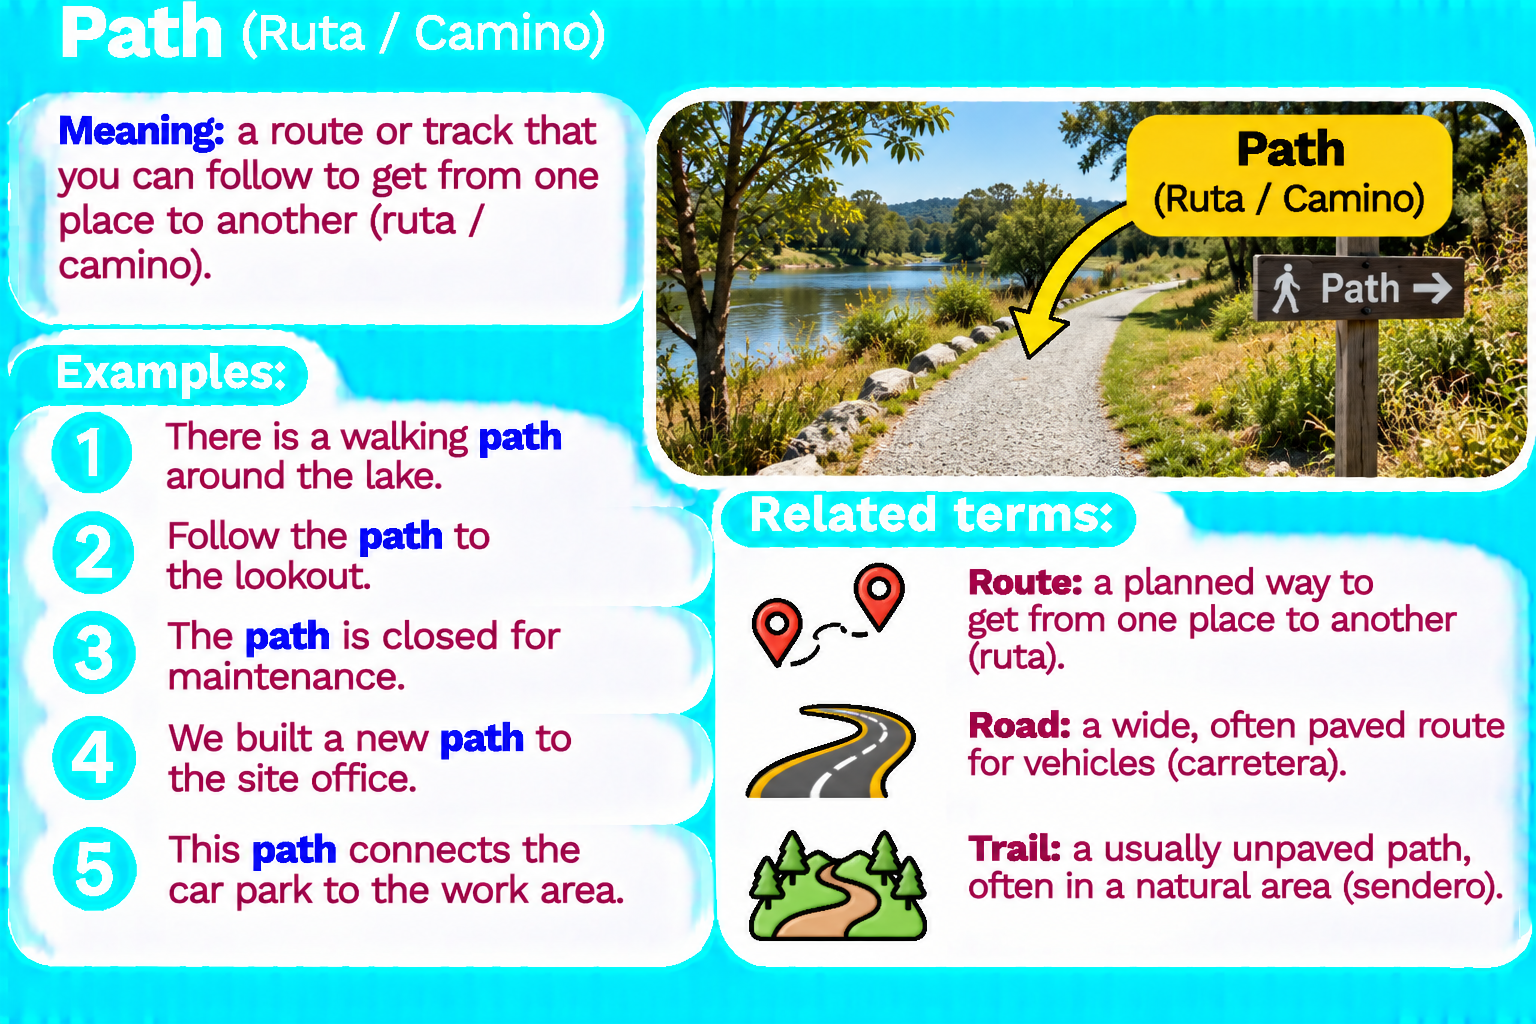 Path (Ruta / Camino)
Meaning: a route or track that
you can follow to get from one
place to another (ruta /
camino).
Path
(Ruta / Camino)
Path →
Examples:
1 There is a walking path
around the lake.
2 Follow the path to
the lookout.
3 The path is closed for
maintenance.
4 We built a new path to
the site office.
5 This path connects the
car park to the work area.
Related terms:
Route: a planned way to
get from one place to another
(ruta).
Road: a wide, often paved route
for vehicles (carretera).
Trail: a usually unpaved path,
often in a natural area (sendero).